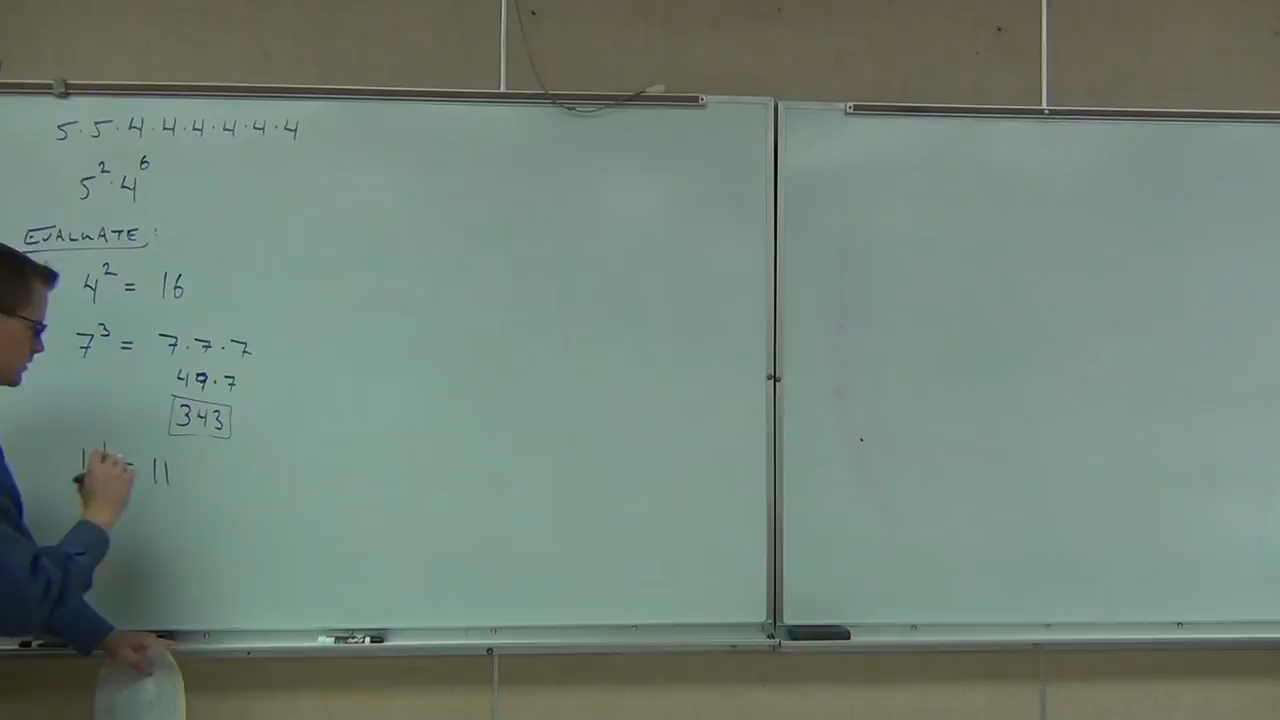 5·5·4·4·4·4·4·4
5²·4⁶
EVALUATE:
4² = 16
7³ = 7·7·7
49·7
343
= 11